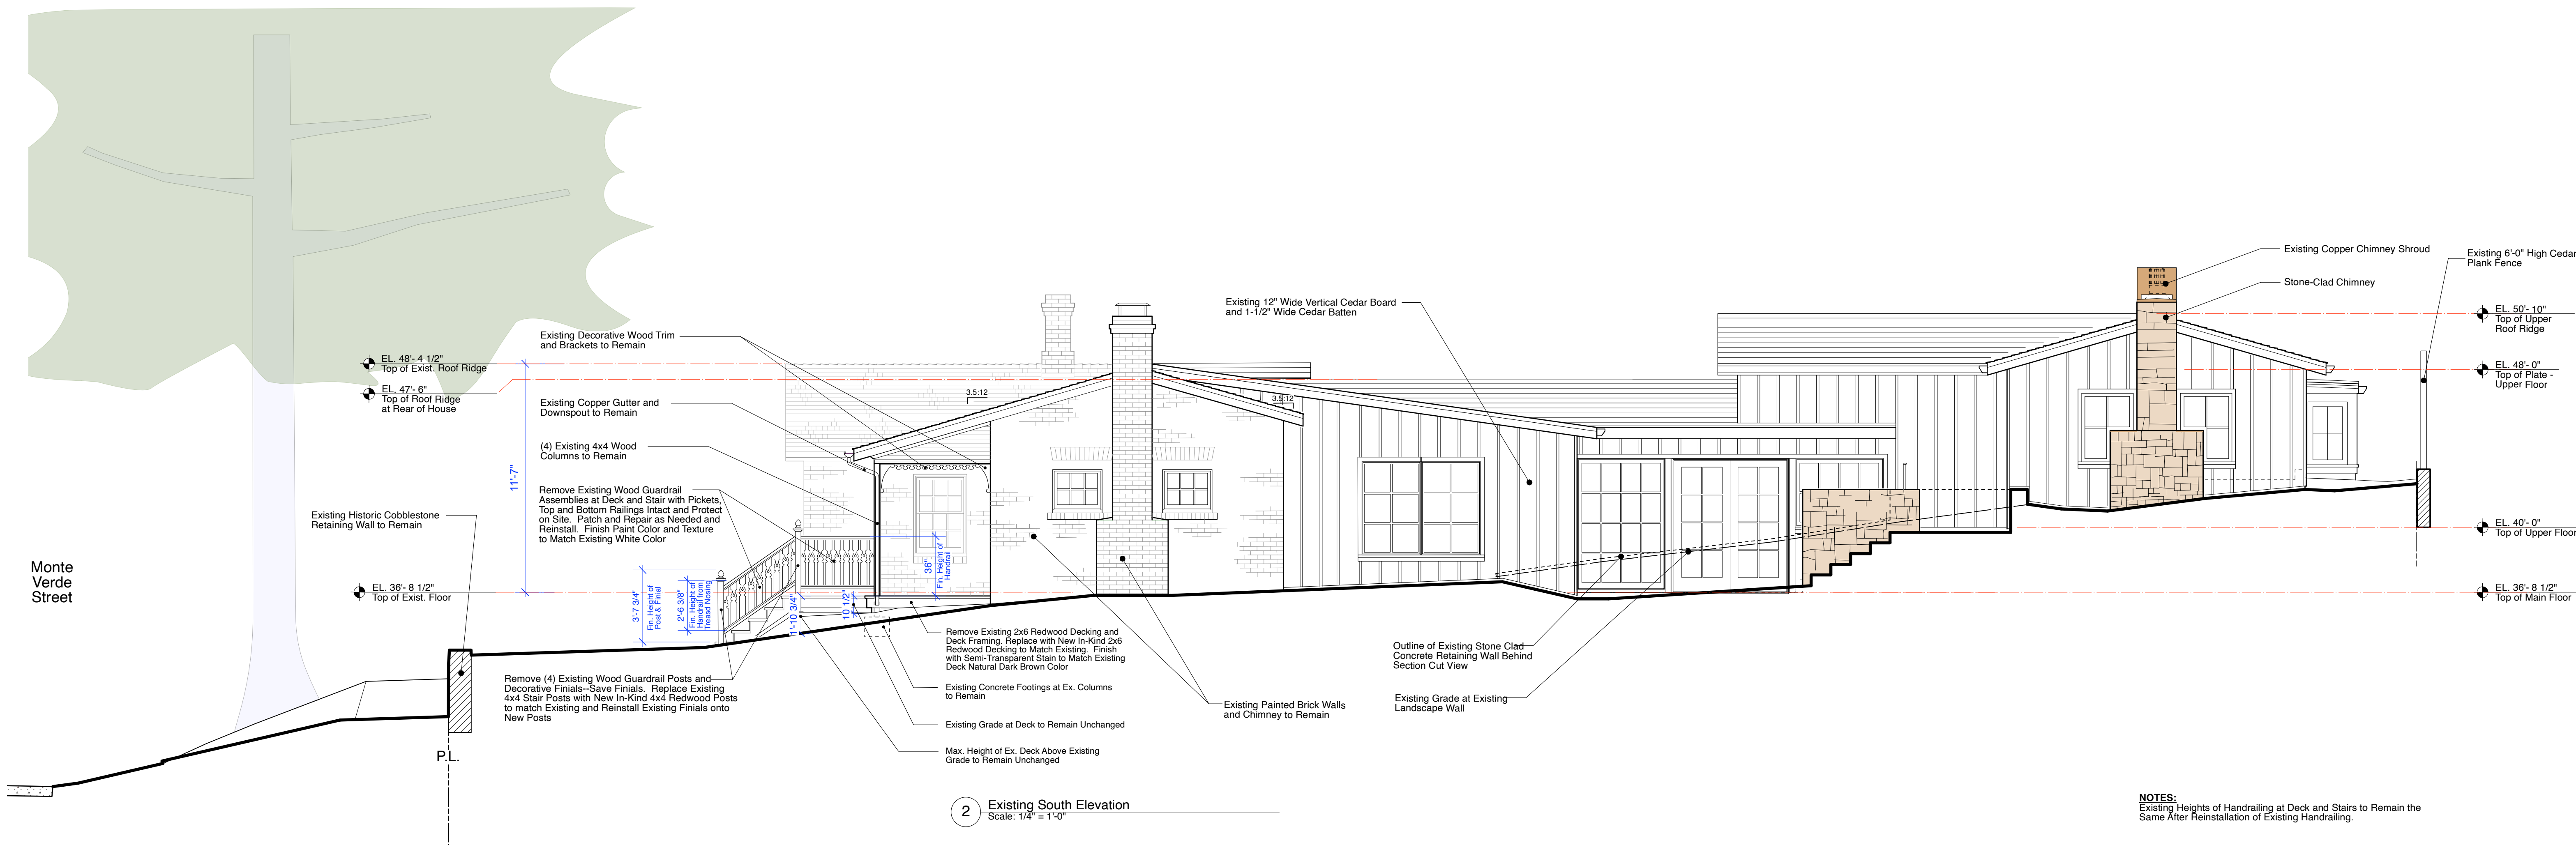 Monte
Verde
Street
EL. 48'- 4 1/2"
Top of Exist. Roof Ridge
EL. 47'- 6"
Top of Roof Ridge
at Rear of House
Existing Historic Cobblestone
Retaining Wall to Remain
EL. 36'- 8 1/2"
Top of Exist. Floor
P.L.
11'-7"
Existing Decorative Wood Trim
and Brackets to Remain
Existing Copper Gutter and
Downspout to Remain
(4) Existing 4x4 Wood
Columns to Remain
Remove Existing Wood Guardrail
Assemblies at Deck and Stair with Pickets,
Top and Bottom Railings Intact and Protect
on Site. Patch and Repair as Needed and
Reinstall. Finish Paint Color and Texture
to Match Existing White Color
3'-7 3/4"
Fin. Height of
Post & Finial
2'-6 3/8"
Fin. Height of
Handrail from
Treasd Nosing
1'-10 3/4"
10 1/2"
36"
Fin. Height of
Handrail
Remove (4) Existing Wood Guardrail Posts and
Decorative Finials--Save Finials. Replace Existing
4x4 Stair Posts with New In-Kind 4x4 Redwood Posts
to match Existing and Reinstall Existing Finials onto
New Posts
Remove Existing 2x6 Redwood Decking and
Deck Framing. Replace with New In-Kind 2x6
Redwood Decking to Match Existing. Finish
with Semi-Transparent Stain to Match Existing
Deck Natural Dark Brown Color
Existing Concrete Footings at Ex. Columns
to Remain
Existing Grade at Deck to Remain Unchanged
Max. Height of Ex. Deck Above Existing
Grade to Remain Unchanged
3.5:12
3.5:12
Existing 12" Wide Vertical Cedar Board
and 1-1/2" Wide Cedar Batten
Existing Painted Brick Walls
and Chimney to Remain
Outline of Existing Stone Clad
Concrete Retaining Wall Behind
Section Cut View
Existing Grade at Existing
Landscape Wall
Existing Copper Chimney Shroud
Stone-Clad Chimney
Existing 6'-0" High Cedar
Plank Fence
EL. 50'- 10"
Top of Upper
Roof Ridge
EL. 48'- 0"
Top of Plate -
Upper Floor
EL. 40'- 0"
Top of Upper Floor
EL. 36'- 8 1/2"
Top of Main Floor
2
Existing South Elevation
Scale: 1/4" = 1'-0"
NOTES:
Existing Heights of Handrailing at Deck and Stairs to Remain the
Same After Reinstallation of Existing Handrailing.